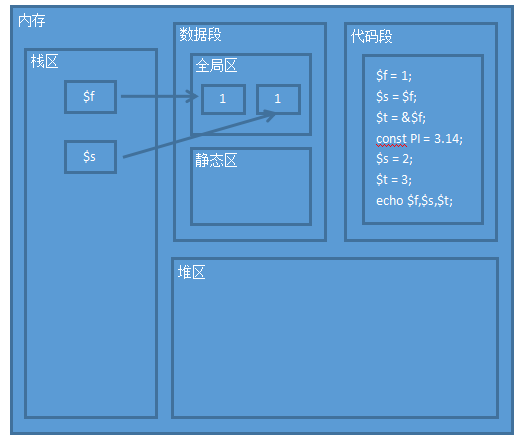 内存
栈区
$f
$s
数据段
全局区
1
1
静态区
代码段
$f = 1;
$s = $f;
$t = &$f;
const PI = 3.14;
$s = 2;
$t = 3;
echo $f,$s,$t;
堆区